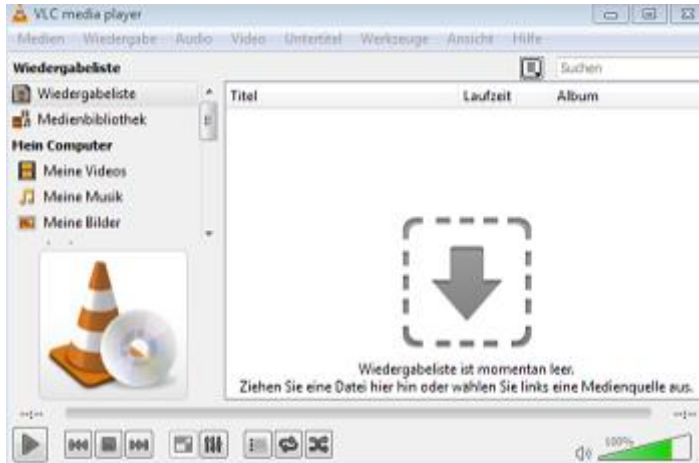 VLC media player
Medien Wiedergabe Audio Video Untertitel Werkzeuge Ansicht Hilfe
Wiedergabeliste
Suchen
Wiedergabeliste
Medienbibliothek
Mein Computer
Meine Videos
Meine Musik
Meine Bilder
Titel Laufzeit Album
Wiedergabeliste ist momentan leer.
Ziehen Sie eine Datei hier hin oder wählen Sie links eine Medienquelle aus.
--:-- --:--
100%